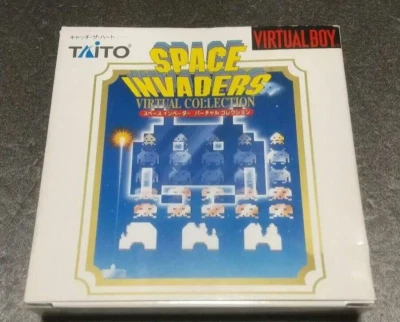 キャッチ・ザ・ハート
TAITO
VIRTUAL BOY
SPACE
INVADERS
VIRTUAL COLLECTION
スペースインベーダー バーチャルコレクション